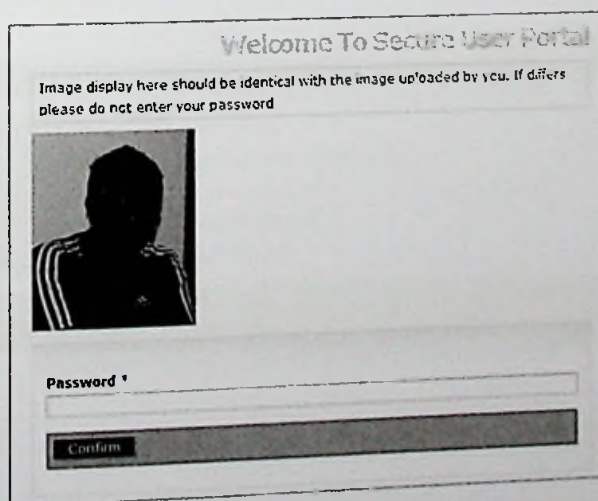 Welcome To Secure User Portal
Image display here should be identical with the image uploaded by you. If differs
please do not enter your password
Password *
Confirm